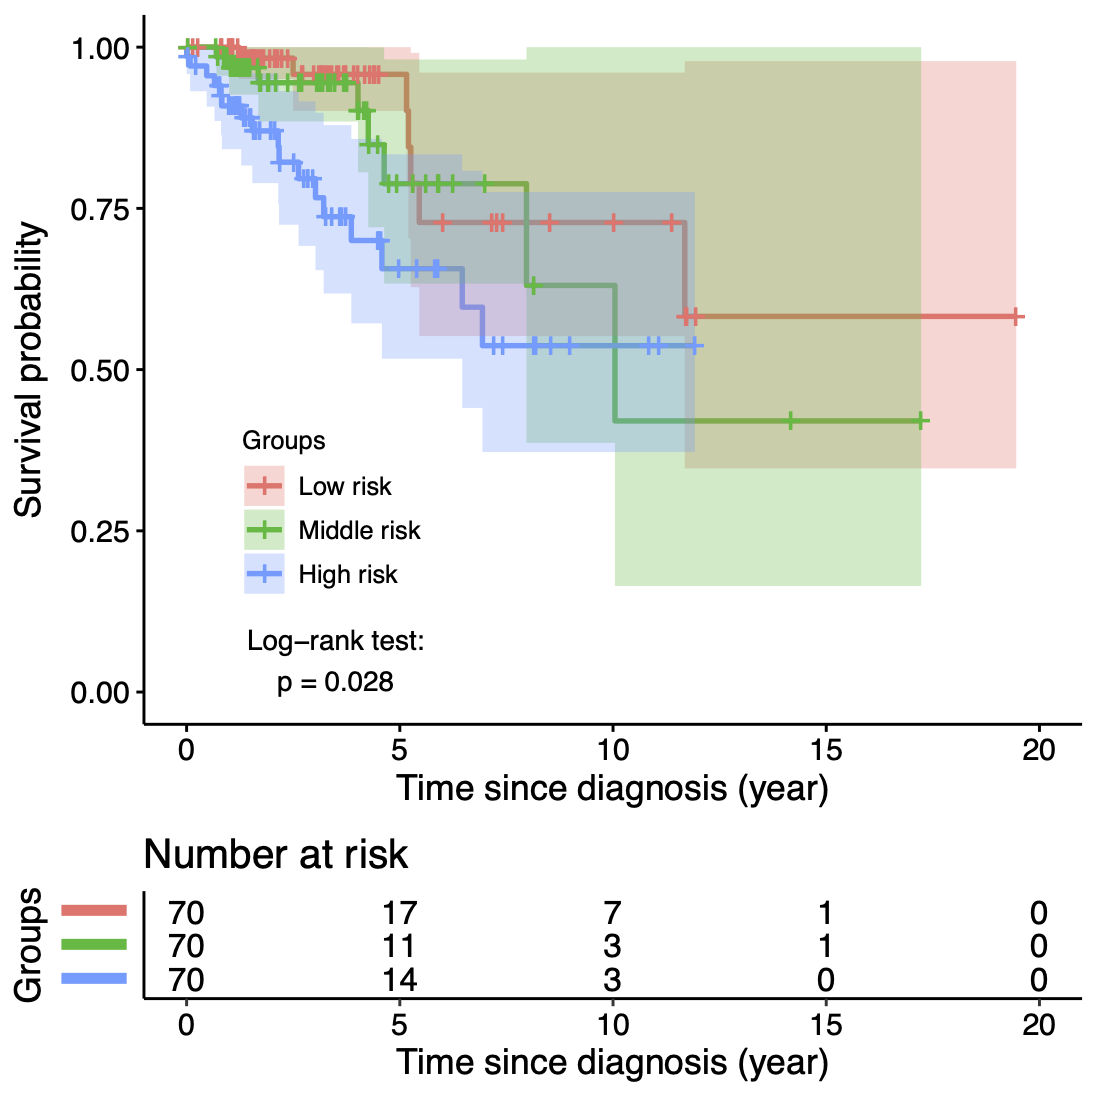 Survival probability
1.00
0.75
0.50
0.25
0.00
Groups
Low risk
Middle risk
High risk
Log-rank test:
p = 0.028
0 5 10 15 20
Time since diagnosis (year)
Number at risk
Groups
70 17 7 1 0
70 11 3 1 0
70 14 3 0 0
0 5 10 15 20
Time since diagnosis (year)